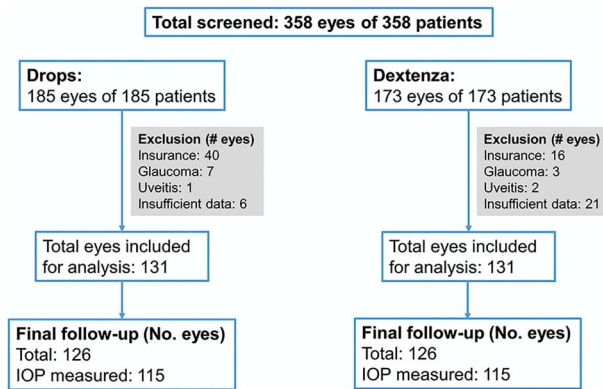 Total screened: 358 eyes of 358 patients
Drops:
185 eyes of 185 patients
Exclusion (# eyes)
Insurance: 40
Glaucoma: 7
Uveitis: 1
Insufficient data: 6
Total eyes included
for analysis: 131
Final follow-up (No. eyes)
Total: 126
IOP measured: 115
Dextenza:
173 eyes of 173 patients
Exclusion (# eyes)
Insurance: 16
Glaucoma: 3
Uveitis: 2
Insufficient data: 21
Total eyes included
for analysis: 131
Final follow-up (No. eyes)
Total: 126
IOP measured: 115